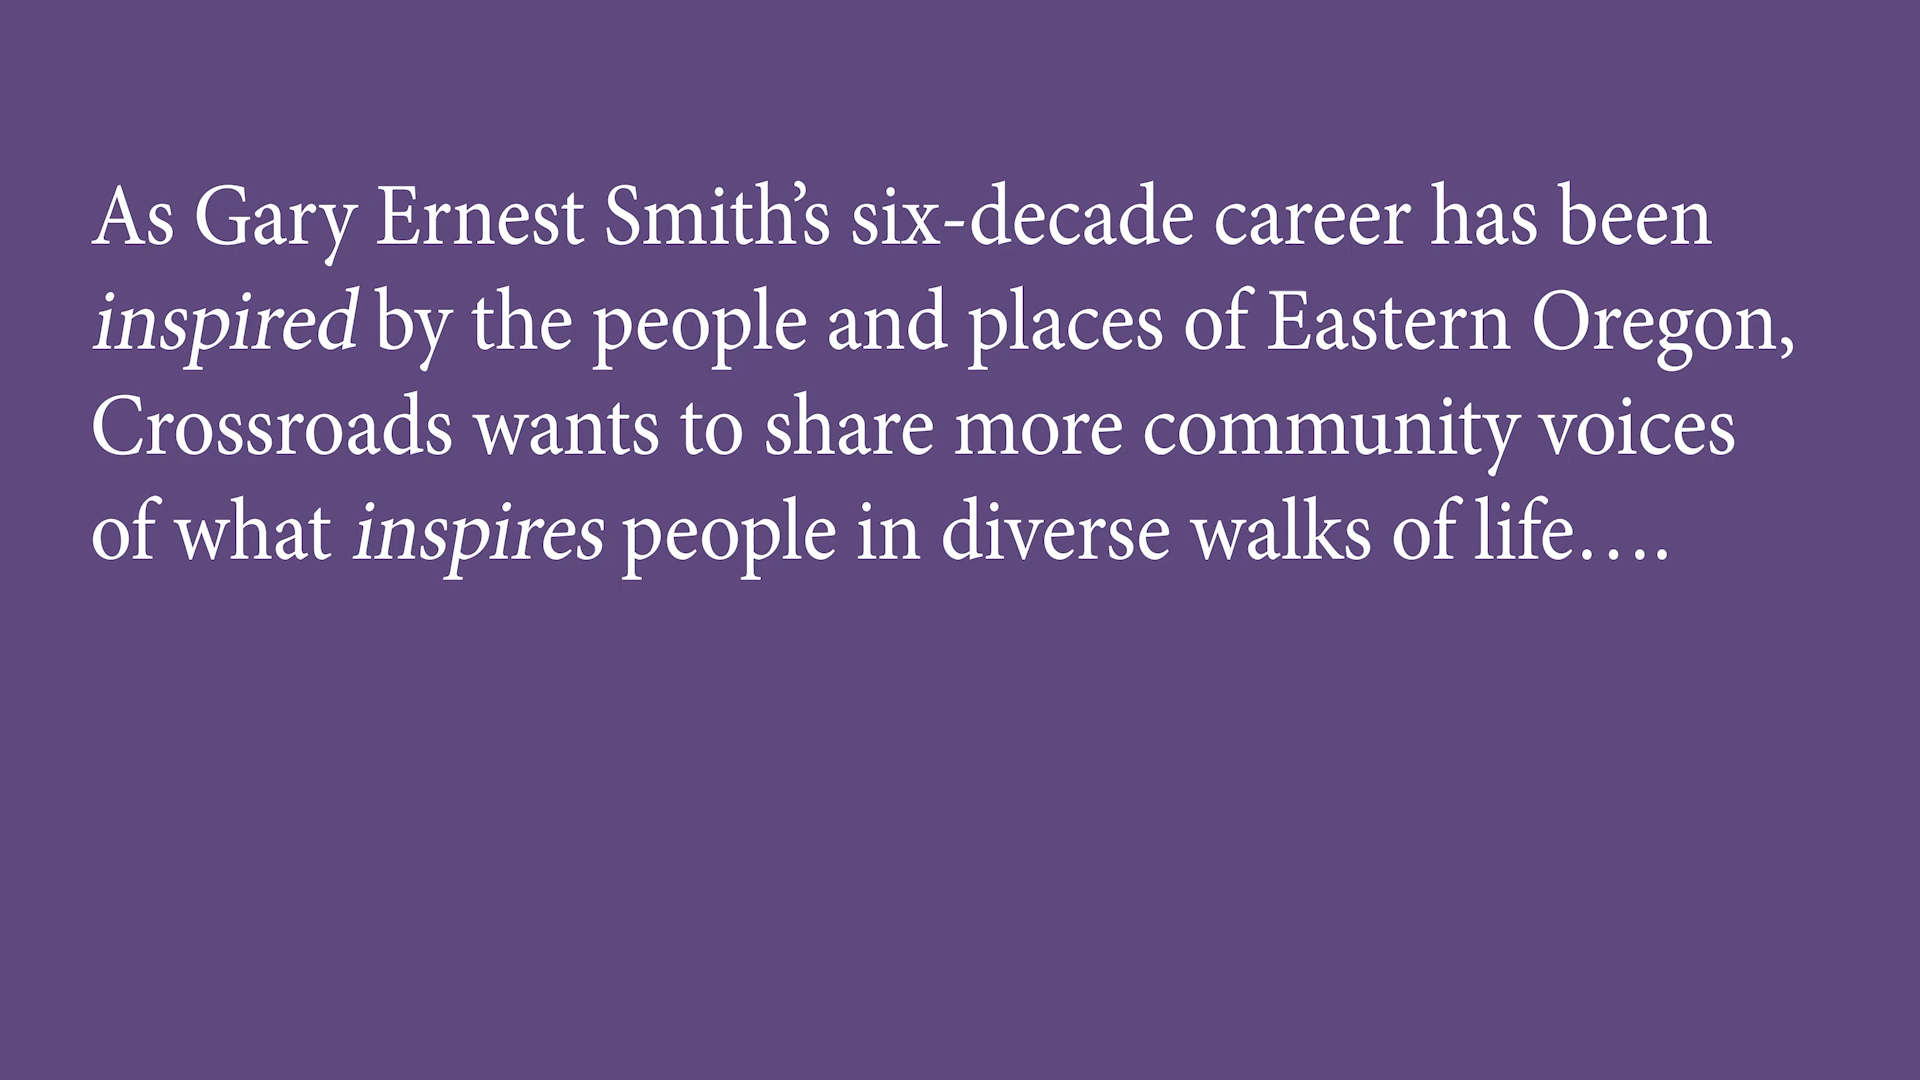 As Gary Ernest Smith’s six-decade career has been
inspired by the people and places of Eastern Oregon,
Crossroads wants to share more community voices
of what inspires people in diverse walks of life….